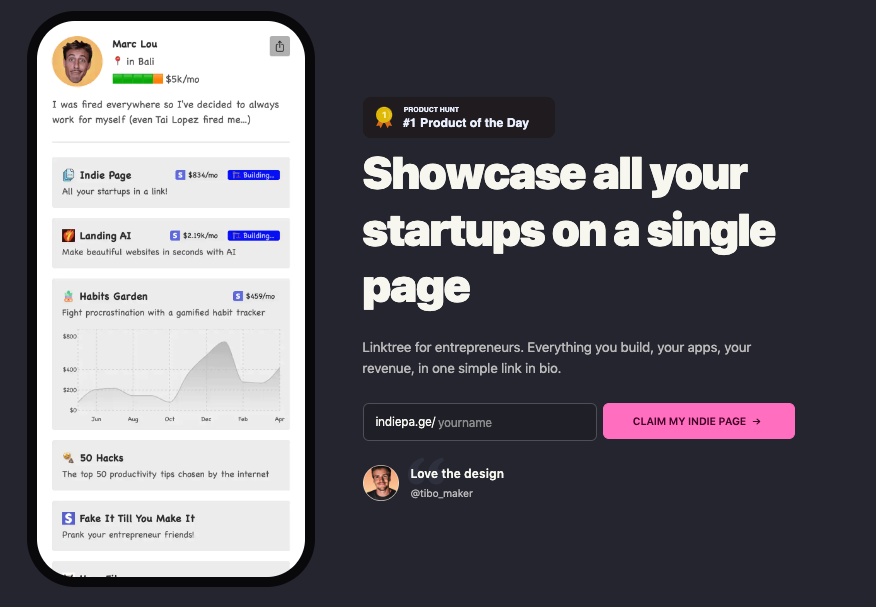 Marc Lou
in Bali
$5k/mo
I was fired everywhere so I've decided to always
work for myself (even Tai Lopez fired me...)
Indie Page
$834/mo
Building...
All your startups in a link!
Landing AI
$2.19k/mo
Building...
Make beautiful websites in seconds with AI
Habits Garden
$459/mo
Fight procrastination with a gamified habit tracker
$800
$400
$200
$0
Jun Aug Oct Dec Feb Apr
50 Hacks
The top 50 productivity tips chosen by the internet
S Fake It Till You Make It
Prank your entrepreneur friends!
1
PRODUCT HUNT
#1 Product of the Day
Showcase all your
startups on a single
page
Linktree for entrepreneurs. Everything you build, your apps, your
revenue, in one simple link in bio.
indiepa.ge/ yourname
CLAIM MY INDIE PAGE →
Love the design
@tibo_maker